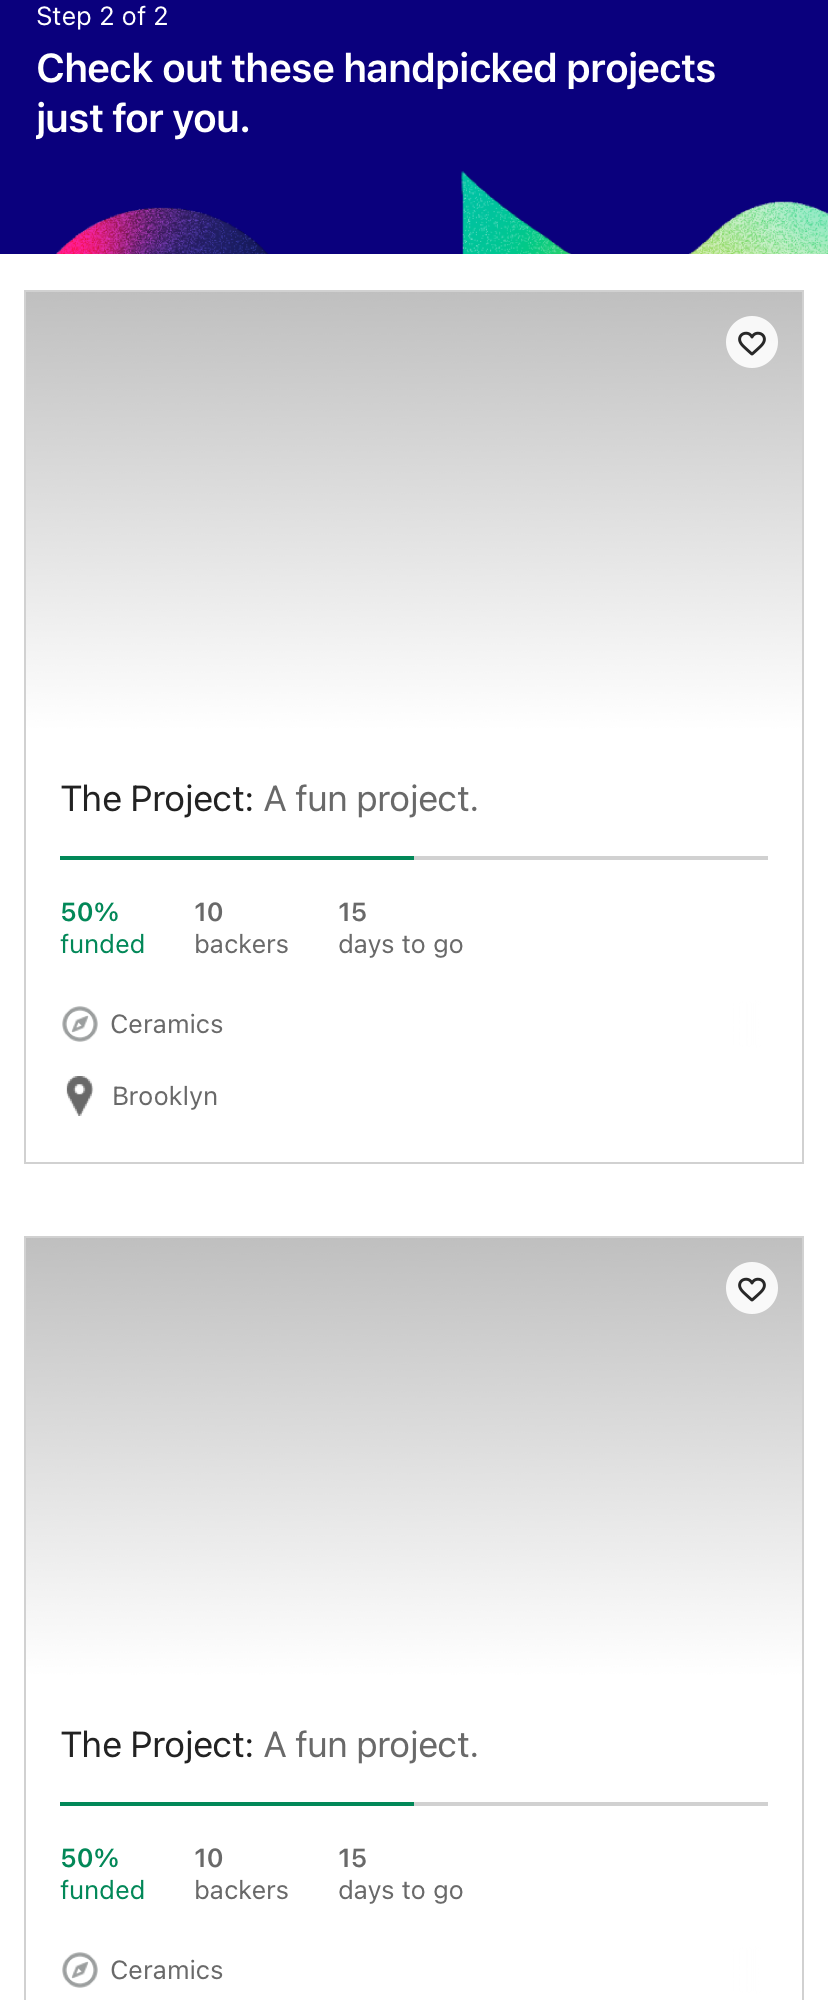 Step 2 of 2
Check out these handpicked projects
just for you.
The Project: A fun project.
50% 10 15
funded backers days to go
Ceramics
Brooklyn
The Project: A fun project.
50% 10 15
funded backers days to go
Ceramics